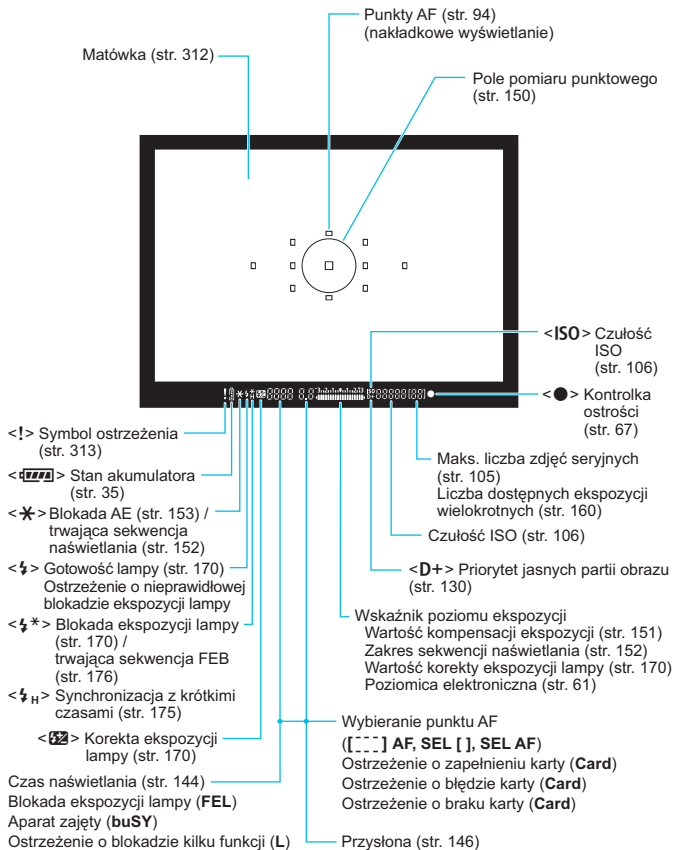 Punkty AF (str. 94)
(nakładkowe wyświetlanie)
Matówka (str. 312)
Pole pomiaru punktowego
(str. 150)
<ISO> Czułość
ISO
(str. 106)
<●> Kontrolka
ostrości
(str. 67)
<!> Symbol ostrzeżenia
(str. 313)
Maks. liczba zdjęć seryjnych
(str. 105)
Liczba dostępnych ekspozycji
wielokrotnych (str. 160)
< > Stan akumulatora
(str. 35)
<✱> Blokada AE (str. 153) /
trwająca sekwencja
naświetlania (str. 152)
Czułość ISO (str. 106)
<D+> Priorytet jasnych partii obrazu
(str. 130)
<⚡> Gotowość lampy (str. 170)
Ostrzeżenie o nieprawidłowej
blokadzie ekspozycji lampy
<⚡*> Blokada ekspozycji lampy
(str. 170) /
trwająca sekwencja FEB
(str. 176)
Wskaźnik poziomu ekspozycji
Wartość kompensacji ekspozycji (str. 151)
Zakres sekwencji naświetlania (str. 152)
Wartość korekty ekspozycji lampy (str. 170)
Poziomica elektroniczna (str. 61)
<⚡H> Synchronizacja z krótkimi
czasami (str. 175)
< > Korekta ekspozycji
lampy (str. 170)
Wybieranie punktu AF
([ ] AF, SEL [ ], SEL AF)
Ostrzeżenie o zapełnieniu karty (Card)
Ostrzeżenie o błędzie karty (Card)
Ostrzeżenie o braku karty (Card)
Czas naświetlania (str. 144)
Blokada ekspozycji lampy (FEL)
Aparat zajęty (buSY)
Ostrzeżenie o blokadzie kilku funkcji (L)
Przysłona (str. 146)